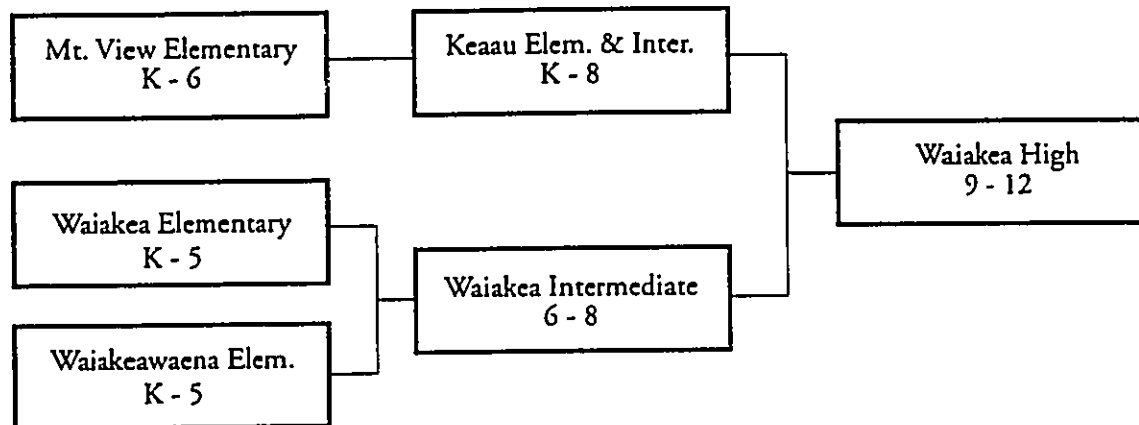 Mt. View Elementary
K - 6
Keaau Elem. & Inter.
K - 8
Waiakea High
9 - 12
Waiakea Elementary
K - 5
Waiakea Intermediate
6 - 8
Waiakeawaena Elem.
K - 5